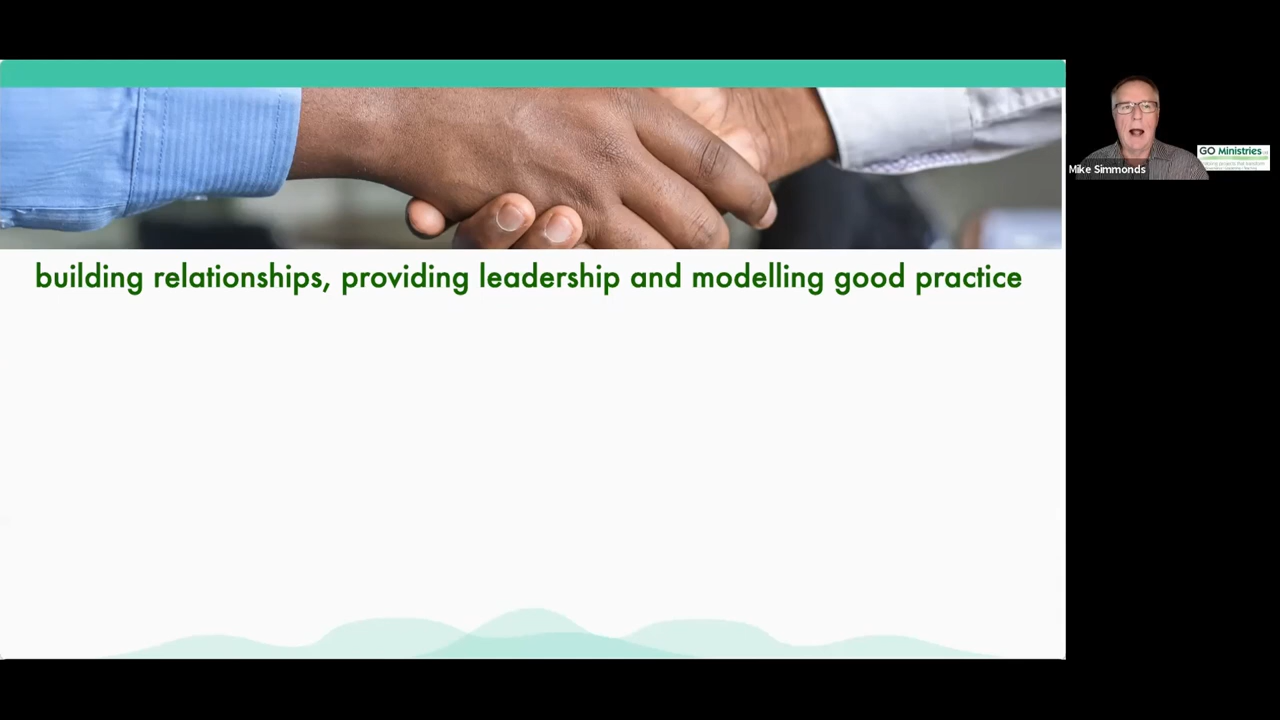 building relationships, providing leadership and modelling good practice
GO Ministries
Mike Simmonds